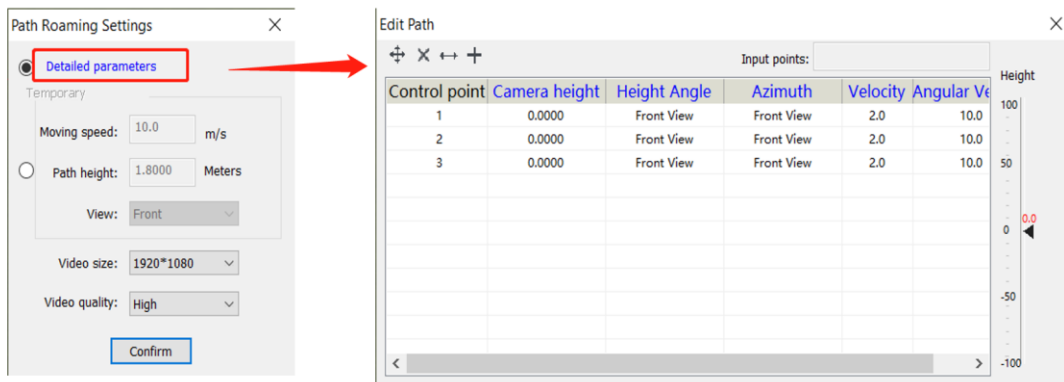 Path Roaming Settings
Detailed parameters
Temporary
Moving speed: 10.0 m/s
Path height: 1.8000 Meters
View: Front
Video size: 1920*1080
Video quality: High
Confirm
Edit Path
Input points:
Height
Control point Camera height Height Angle Azimuth Velocity Angular Ve
1 0.0000 Front View Front View 2.0 10.0
2 0.0000 Front View Front View 2.0 10.0
3 0.0000 Front View Front View 2.0 10.0
100
50
0.0
0
-50
-100